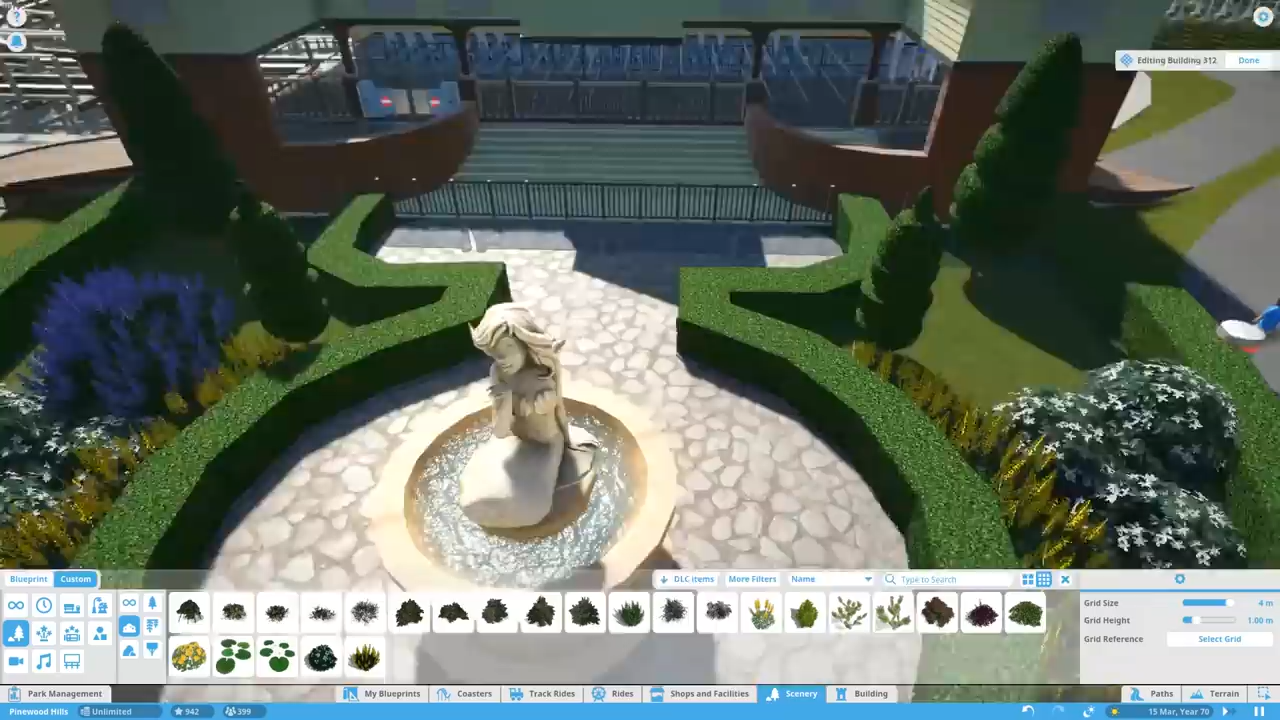 ?
Editing Building 312 Done
Blueprint Custom DLC items More Filters Name Type to Search
Grid Size 4 m
Grid Height 1.00 m
Grid Reference Select Grid
Park Management My Blueprints Coasters Track Rides Rides Shops and Facilities Scenery Building Paths Terrain
Pinewood Hills Unlimited 942 399 15 Mar, Year 70